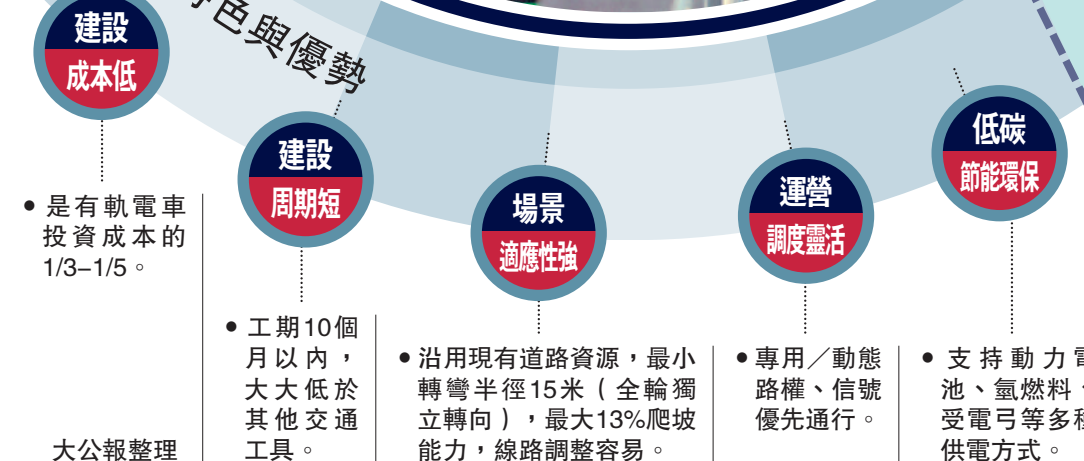 色與優勢
建設
成本低
是有軌電車
投資成本的
1/3–1/5。
大公報整理
建設
周期短
工期10個
月以內，
大大低於
其他交通
工具。
場景
適應性強
沿用現有道路資源，最小
轉彎半徑15米（全輪獨
立轉向），最大13%爬坡
能力，線路調整容易。
運營
調度靈活
專用／動態
路權、信號
優先通行。
低碳
節能環保
支持動力電
池、氫燃料、
受電弓等多種
供電方式。